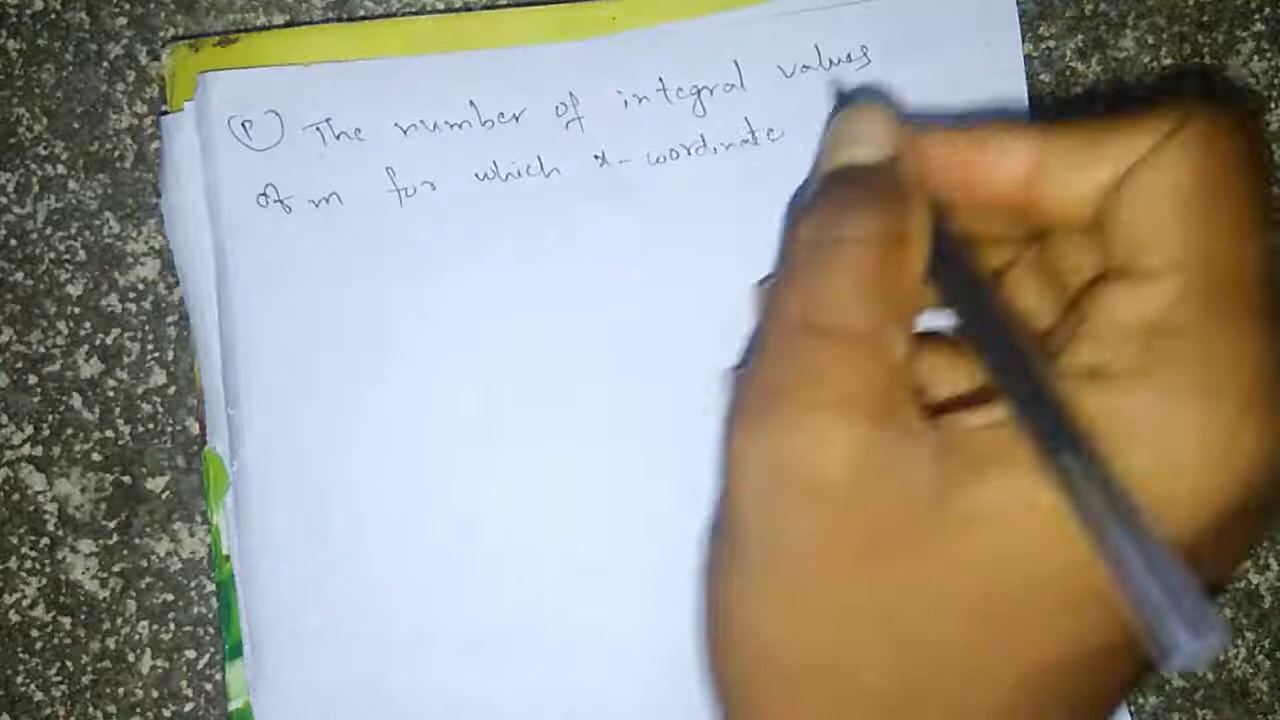 (P) The number of integral values
of m for which x-coordinate